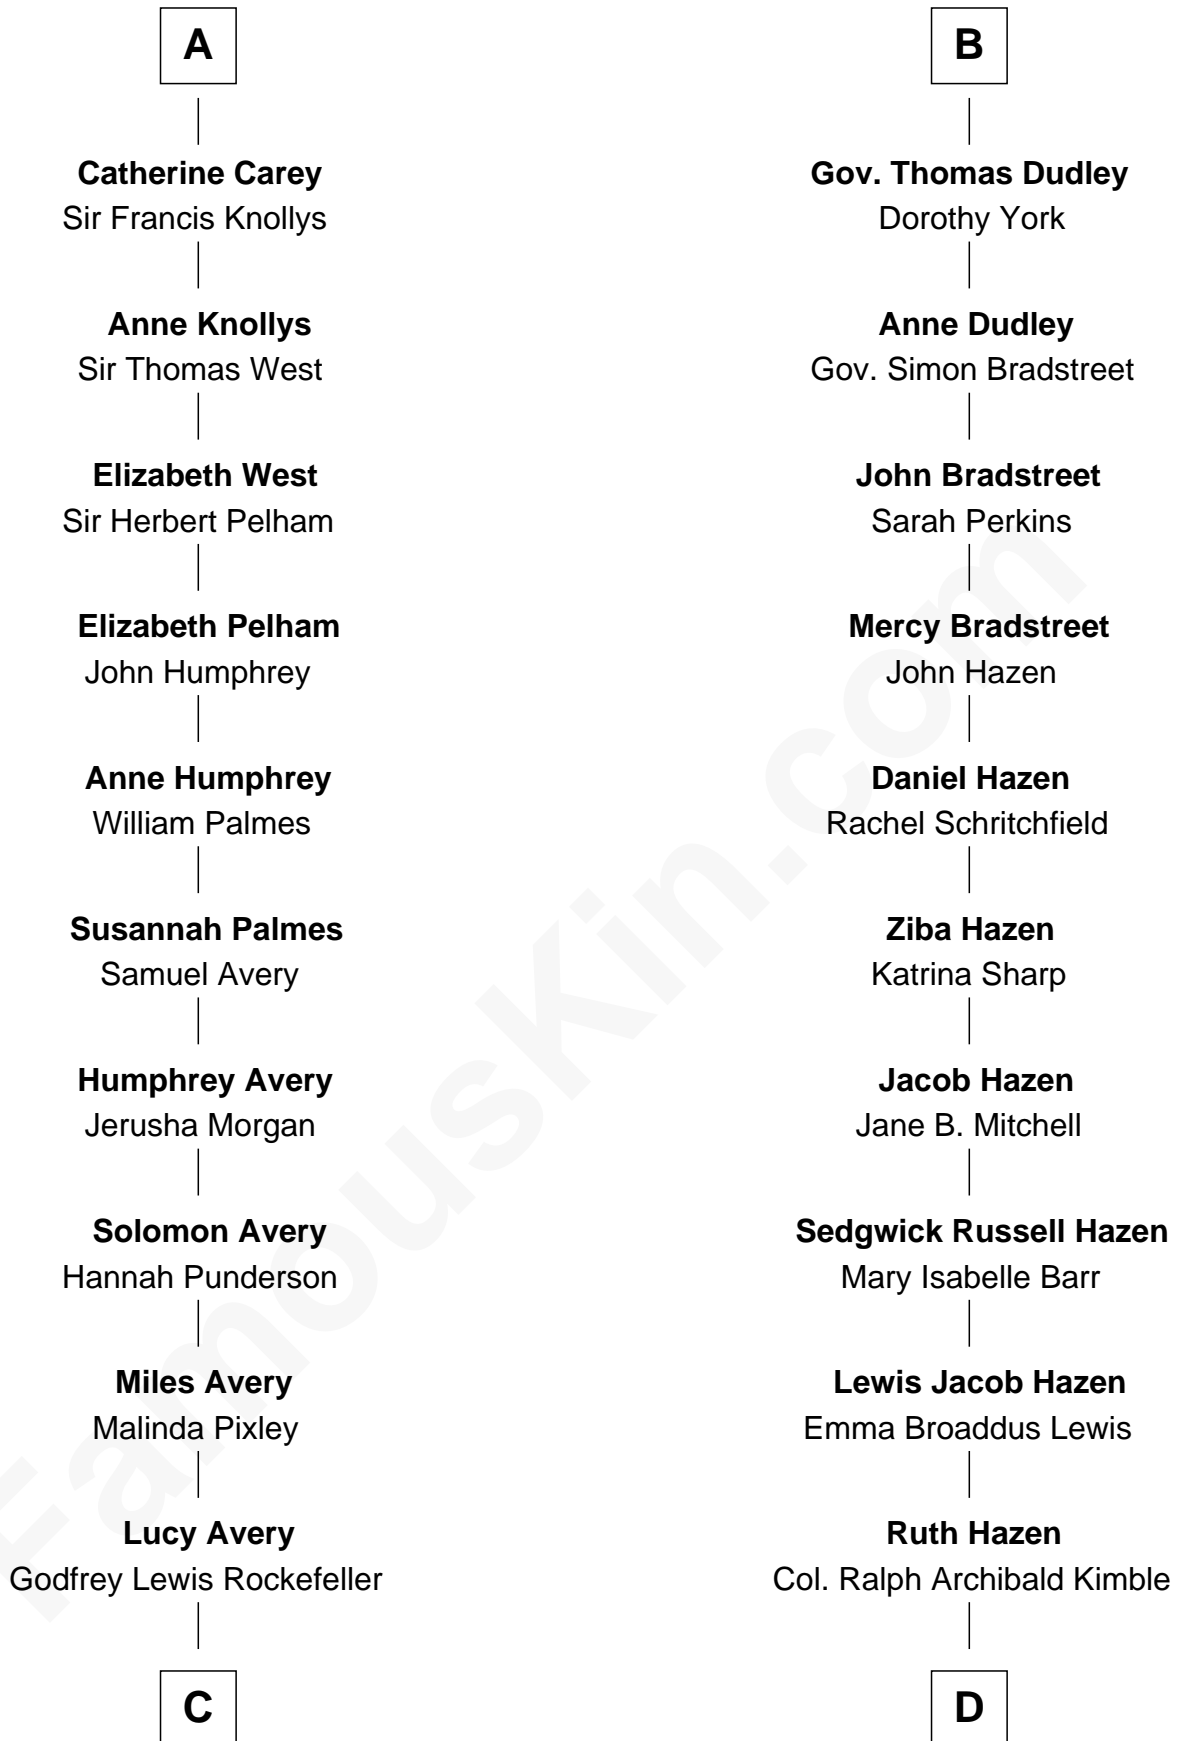 A
Catherine Carey
Sir Francis Knollys
Anne Knollys
Sir Thomas West
Elizabeth West
Sir Herbert Pelham
Elizabeth Pelham
John Humphrey
Anne Humphrey
William Palmes
Susannah Palmes
Samuel Avery
Humphrey Avery
Jerusha Morgan
Solomon Avery
Hannah Punderson
Miles Avery
Malinda Pixley
Lucy Avery
Godfrey Lewis Rockefeller
C
B
Gov. Thomas Dudley
Dorothy York
Anne Dudley
Gov. Simon Bradstreet
John Bradstreet
Sarah Perkins
Mercy Bradstreet
John Hazen
Daniel Hazen
Rachel Schritchfield
Ziba Hazen
Katrina Sharp
Jacob Hazen
Jane B. Mitchell
Sedgwick Russell Hazen
Mary Isabelle Barr
Lewis Jacob Hazen
Emma Broaddus Lewis
Ruth Hazen
Col. Ralph Archibald Kimble
D
FamousKin.com